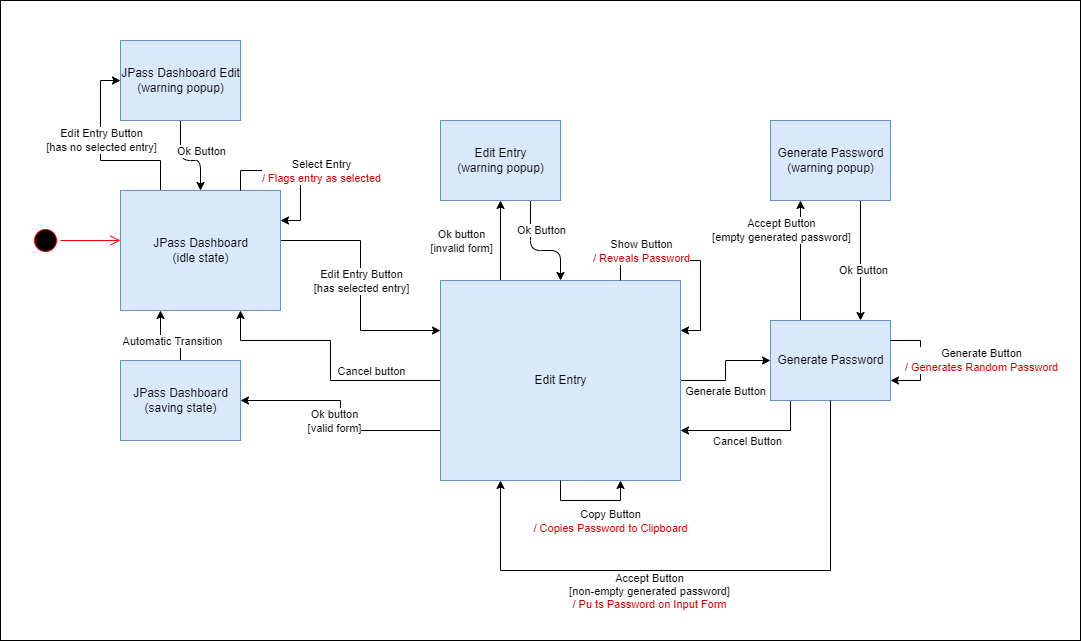 JPass Dashboard Edit
(warning popup)
Edit Entry Button
[has no selected entry]
Ok Button
Select Entry
/ Flags entry as selected
JPass Dashboard
(idle state)
Edit Entry Button
[has selected entry]
Automatic Transition
JPass Dashboard
(saving state)
Cancel button
Ok button
[valid form]
Edit Entry
(warning popup)
Ok button
[invalid form]
Ok Button
Show Button
/ Reveals Password
Edit Entry
Generate Button
Cancel Button
Copy Button
/ Copies Password to Clipboard
Generate Password
(warning popup)
Accept Button
[empty generated password]
Ok Button
Generate Password
Generate Button
/ Generates Random Password
Accept Button
[non-empty generated password]
/ Pu ts Password on Input Form